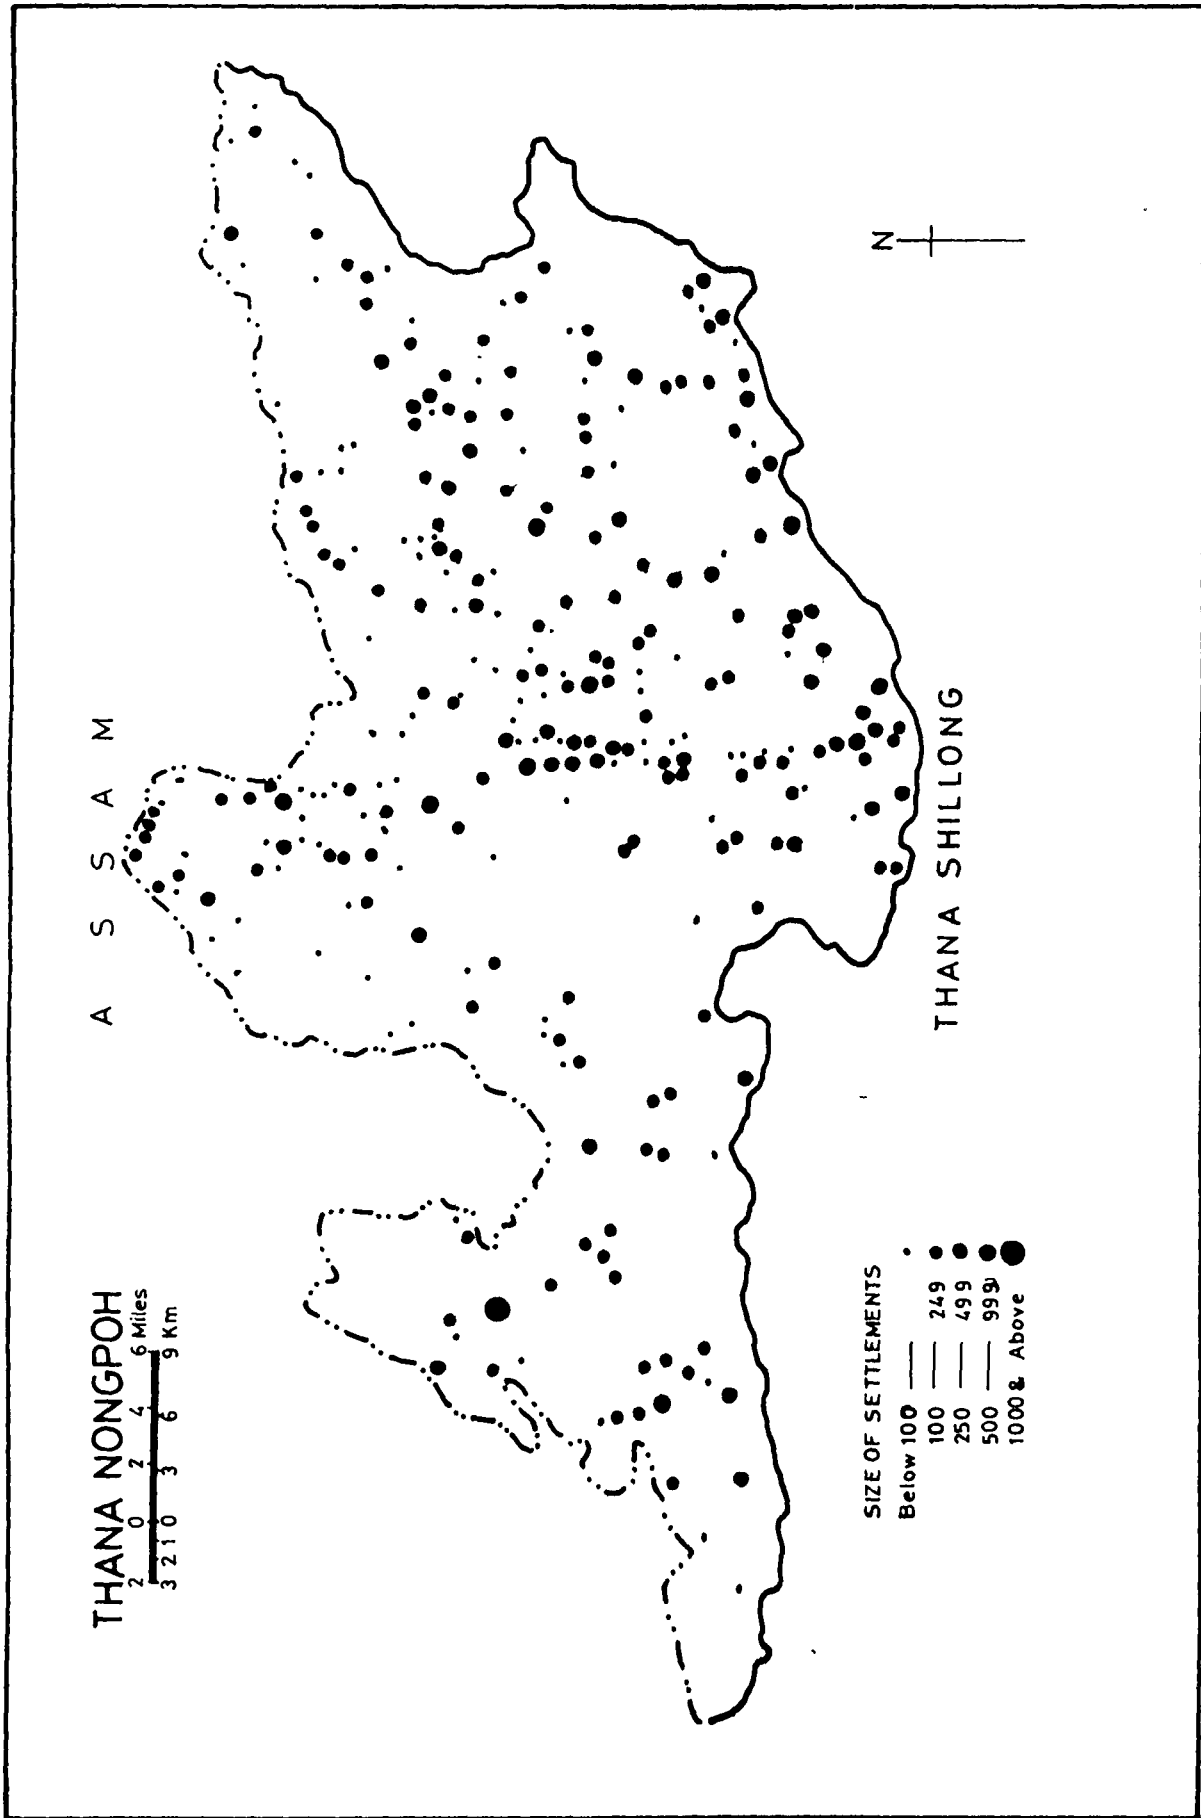 THANA NONGPOH
2 0 2 4 6 Miles
3 2 1 0 3 6 9 Km
A S S A M
N
THANA SHILLONG
SIZE OF SETTLEMENTS
Below 100 —
100 — 249
250 — 499
500 — 999
1000 & Above